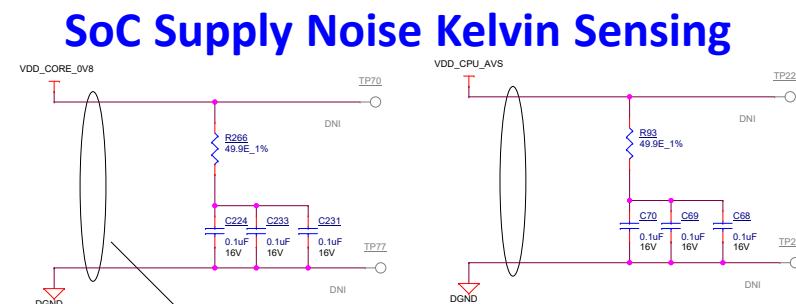 SoC Supply Noise Kelvin Sensing
VDD_CORE_0V8
TP70
DNI
R266
49.9E_1%
C224
0.1uF
16V
C233
0.1uF
16V
C231
0.1uF
16V
TP77
DNI
DGND
VDD_CPU_AVS
TP22
DNI
R93
49.9E_1%
C70
0.1uF
16V
C69
0.1uF
16V
C68
0.1uF
16V
DNI
DGND